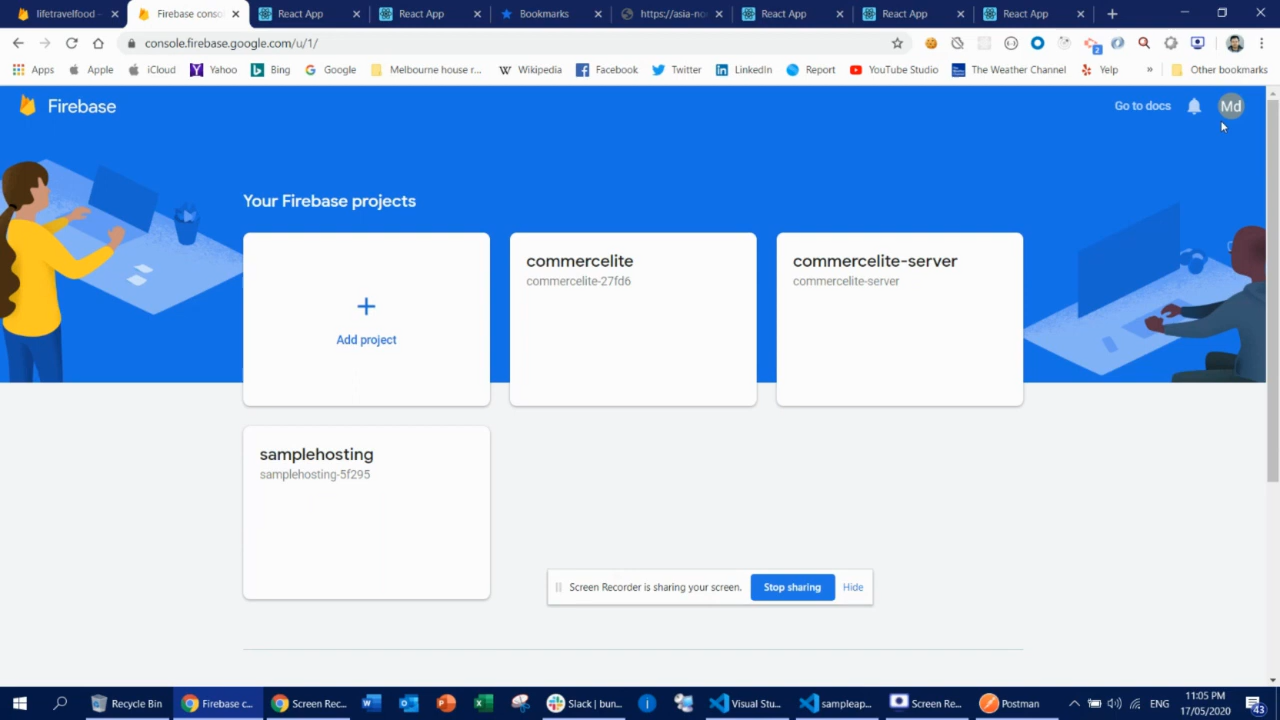 lifetravelfood
Firebase conso
React App
React App
Bookmarks
https://asia-no
React App
React App
React App
console.firebase.google.com/u/1/
2
Apps
Apple
iCloud
Yahoo
Bing
Google
Melbourne house r...
Wikipedia
Facebook
Twitter
LinkedIn
Report
YouTube Studio
The Weather Channel
Yelp
»
Other bookmarks
Firebase
Go to docs
Md
Your Firebase projects
Add project
commercelite
commercelite-27fd6
commercelite-server
commercelite-server
samplehosting
samplehosting-5f295
Screen Recorder is sharing your screen.
Stop sharing
Hide
Recycle Bin
Firebase c...
Screen Rec...
Slack | bun...
Visual Stu...
sampleap...
Screen Re...
Postman
ENG
11:05 PM
17/05/2020
43